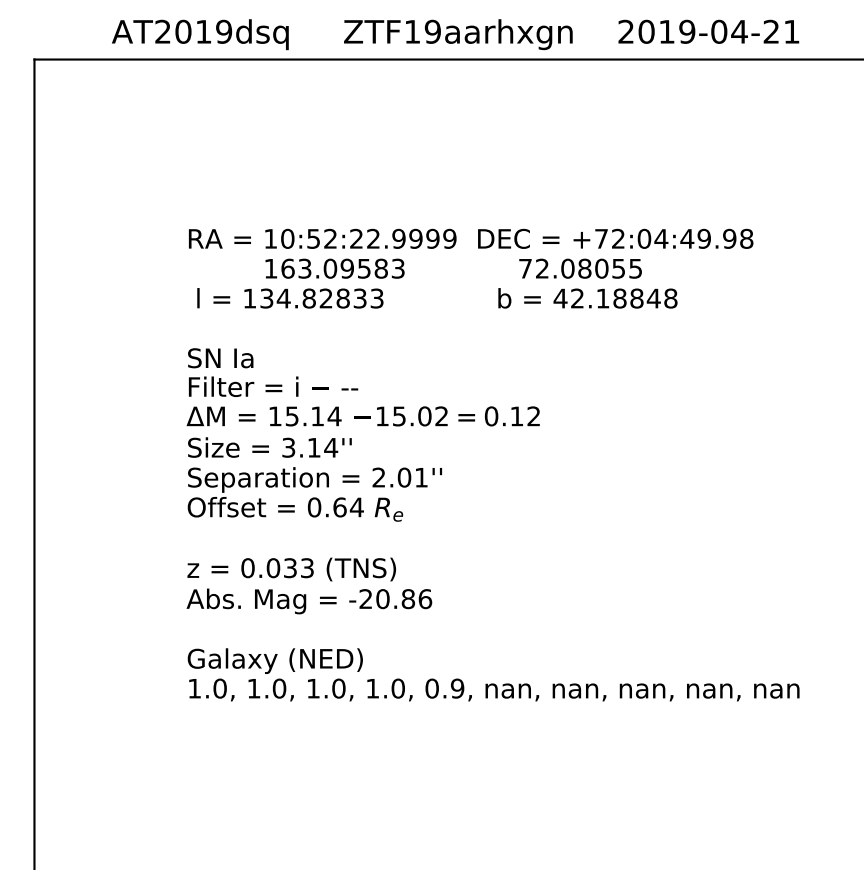 AT2019dsq ZTF19aarhxgn 2019-04-21
RA = 10:52:22.9999 DEC = +72:04:49.98
163.09583 72.08055
l = 134.82833 b = 42.18848
SN Ia
Filter = i − --
ΔM = 15.14 −15.02 = 0.12
Size = 3.14''
Separation = 2.01''
Offset = 0.64 Re
z = 0.033 (TNS)
Abs. Mag = -20.86
Galaxy (NED)
1.0, 1.0, 1.0, 1.0, 0.9, nan, nan, nan, nan, nan